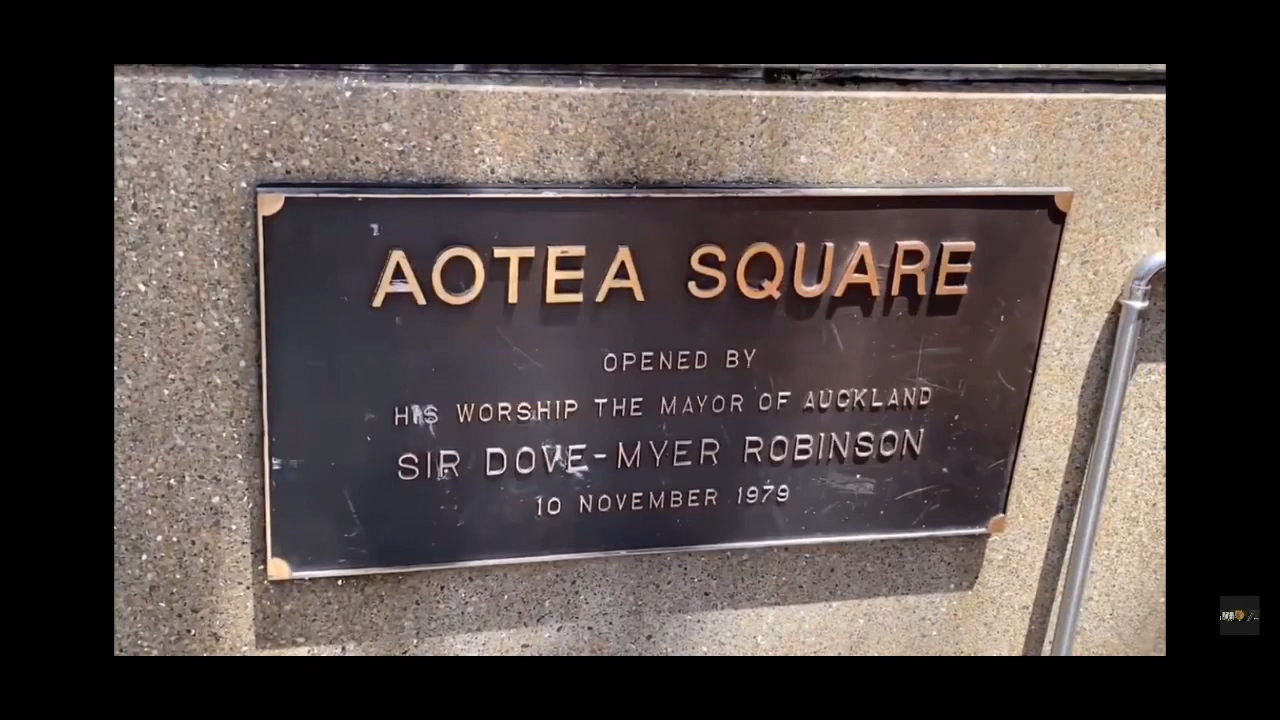 AOTEA SQUARE
OPENED BY
HIS WORSHIP THE MAYOR OF AUCKLAND
SIR DOVE-MYER ROBINSON
10 NOVEMBER 1979